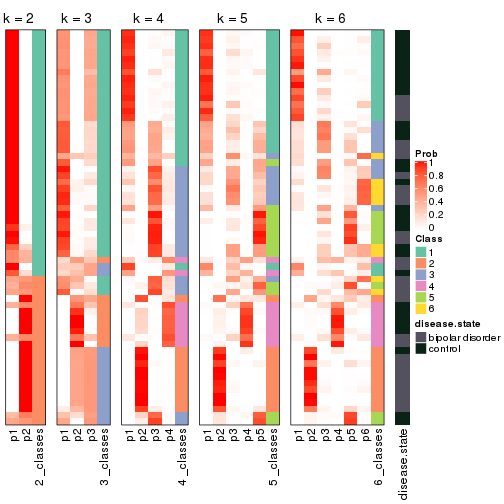 k = 2 k = 3 k = 4 k = 5 k = 6
Prob
1
0.8
0.6
0.4
0.2
0
Class
1
2
3
4
5
6
disease.state
bipolar disorder
control
p1 p2 2_classes p1 p2 p3 3_classes p1 p2 p3 p4 4_classes p1 p2 p3 p4 p5 5_classes p1 p2 p3 p4 p5 p6 6_classes disease.state